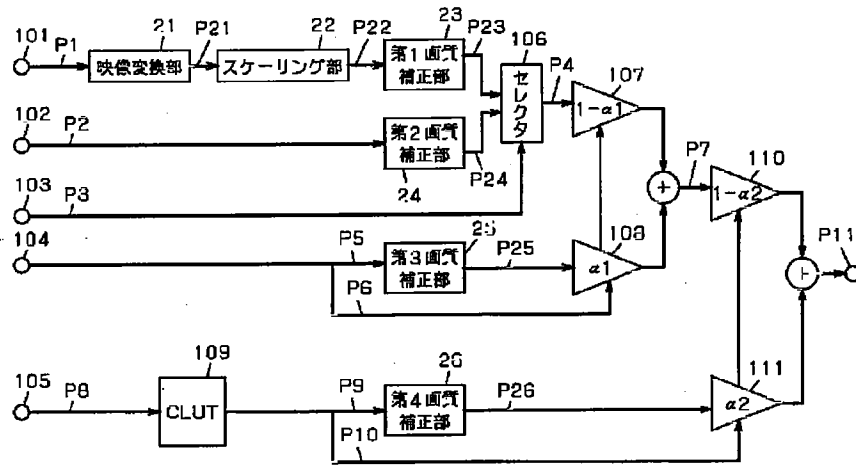 101
P1
21
映像変換部
P21
22
スケーリング部
P22
23
第1画質
補正部
P23
106
セレクタ
P4
107
1-α1
102
P2
第2画質
補正部
24
P24
103
P3
P7
110
1-α2
104
P5
25
第3画質
補正部
P25
108
α1
P6
P11
105
P8
109
CLUT
P9
26
第4画質
補正部
P26
111
α2
P10